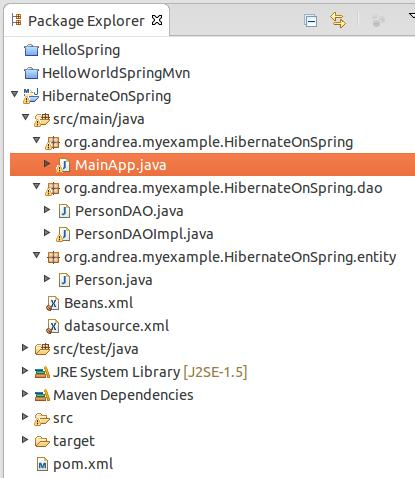 Package Explorer
HelloSpring
HelloWorldSpringMvn
HibernateOnSpring
src/main/java
org.andrea.myexample.HibernateOnSpring
MainApp.java
org.andrea.myexample.HibernateOnSpring.dao
PersonDAO.java
PersonDAOImpl.java
org.andrea.myexample.HibernateOnSpring.entity
Person.java
Beans.xml
datasource.xml
src/test/java
JRE System Library [J2SE-1.5]
Maven Dependencies
src
target
pom.xml